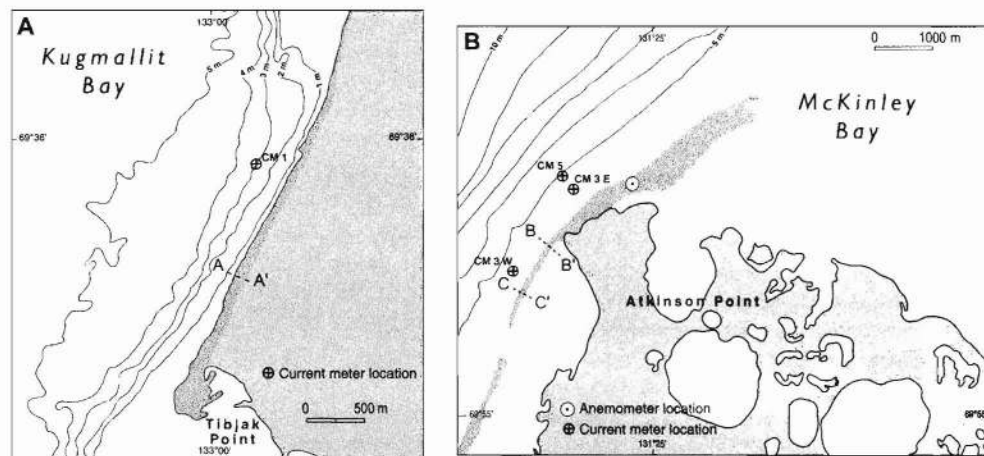 A
133°00'
Kugmallit
Bay
5 m
4 m
3 m
2 m
1 m
69°36'
69°36'
CM 1
A
A'
Current meter location
0 500 m
Tibjak
Point
133°00'
B
10 m
131°25'
5 m
0 1000 m
McKinley
Bay
CM 5
CM 3 E
B
B'
CM 3 W
C
C'
Atkinson Point
Anemometer location
Current meter location
69°55'
69°55'
131°25'